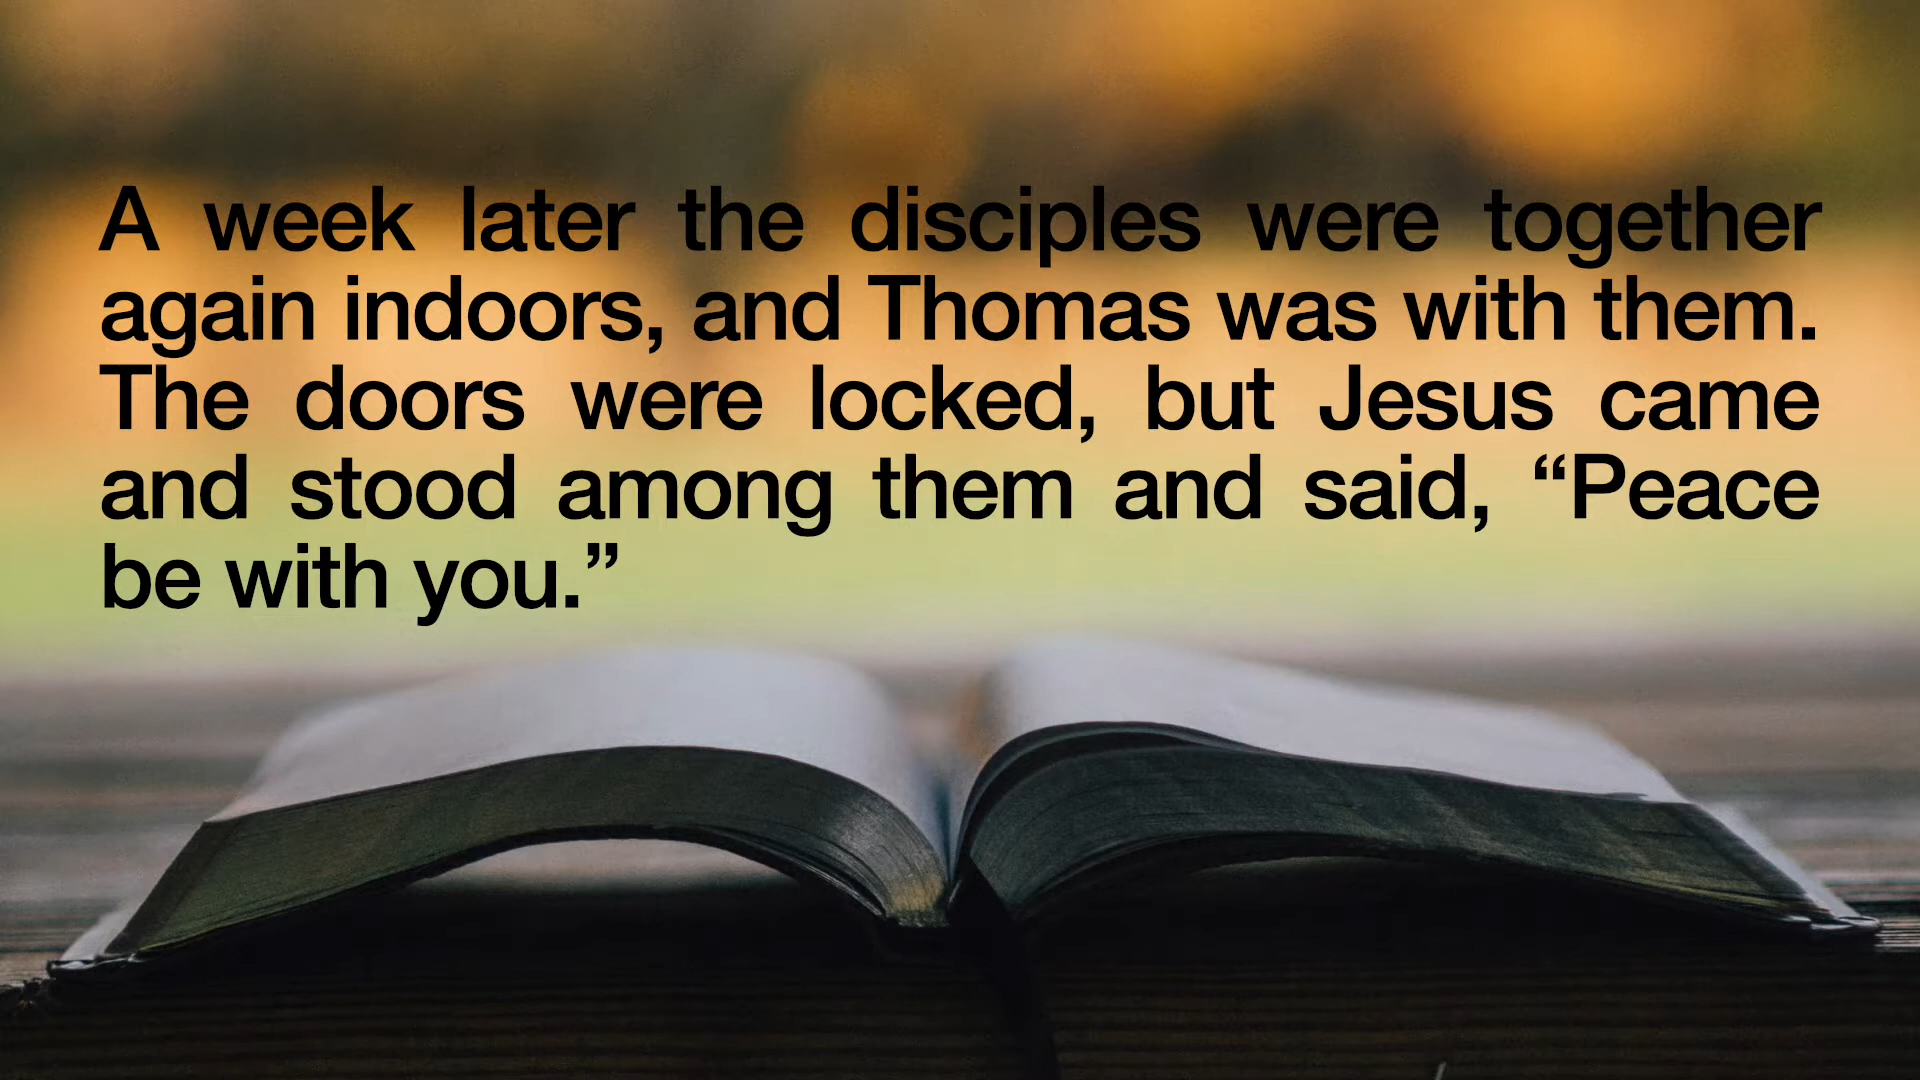 A week later the disciples were together
again indoors, and Thomas was with them.
The doors were locked, but Jesus came
and stood among them and said, “Peace
be with you.”